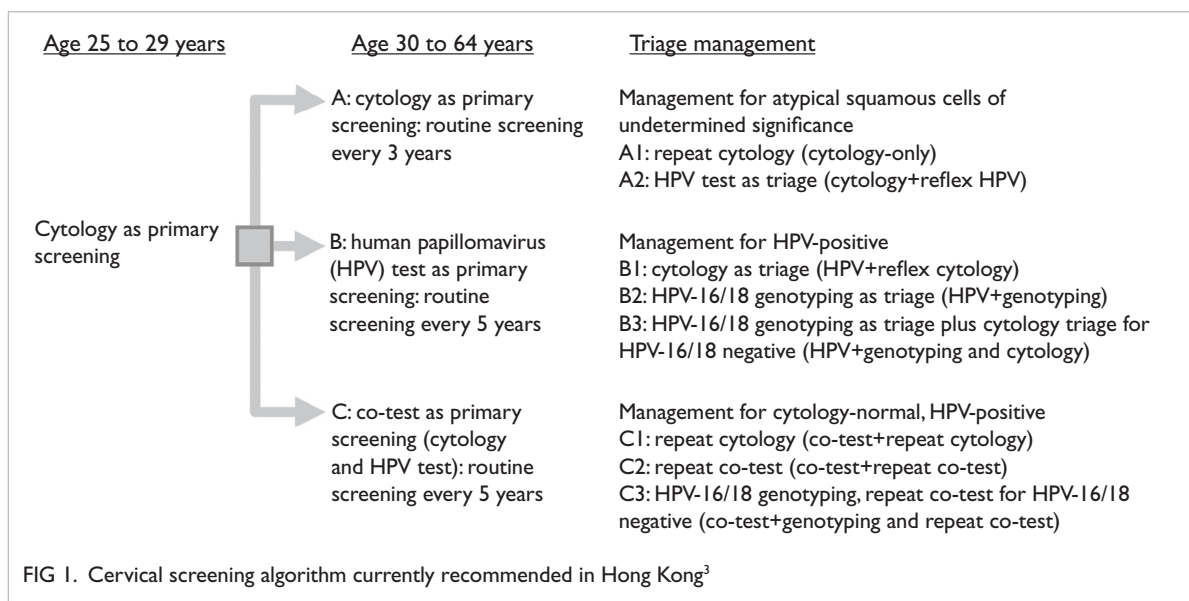 Age 25 to 29 years
Age 30 to 64 years
Triage management
Cytology as primary
screening
A: cytology as primary
screening: routine screening
every 3 years
Management for atypical squamous cells of
undetermined significance
A1: repeat cytology (cytology-only)
A2: HPV test as triage (cytology+reflex HPV)
B: human papillomavirus
(HPV) test as primary
screening: routine
screening every 5 years
Management for HPV-positive
B1: cytology as triage (HPV+reflex cytology)
B2: HPV-16/18 genotyping as triage (HPV+genotyping)
B3: HPV-16/18 genotyping as triage plus cytology triage for
HPV-16/18 negative (HPV+genotyping and cytology)
C: co-test as primary
screening (cytology
and HPV test): routine
screening every 5 years
Management for cytology-normal, HPV-positive
C1: repeat cytology (co-test+repeat cytology)
C2: repeat co-test (co-test+repeat co-test)
C3: HPV-16/18 genotyping, repeat co-test for HPV-16/18
negative (co-test+genotyping and repeat co-test)
FIG 1. Cervical screening algorithm currently recommended in Hong Kong³